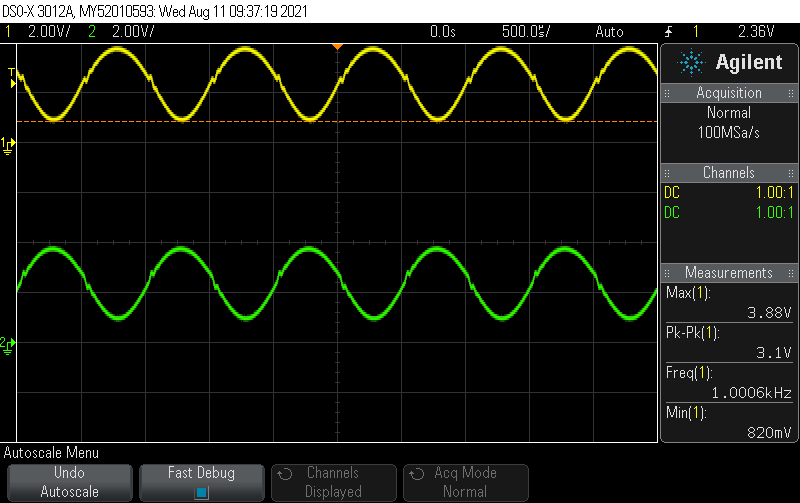 DSO-X 3012A, MY52010593: Wed Aug 11 09:37:19 2021
1 2.00V/ 2 2.00V/ 0.0s 500.0us/ Auto 1 2.36V
T
1
2
Agilent
Acquisition
Normal
100MSa/s
Channels
DC 1.00:1
DC 1.00:1
Measurements
Max(1):
3.88V
Pk-Pk(1):
3.1V
Freq(1):
1.0006kHz
Min(1):
820mV
Autoscale Menu
Undo
Autoscale
Fast Debug
Channels
Displayed
Acq Mode
Normal